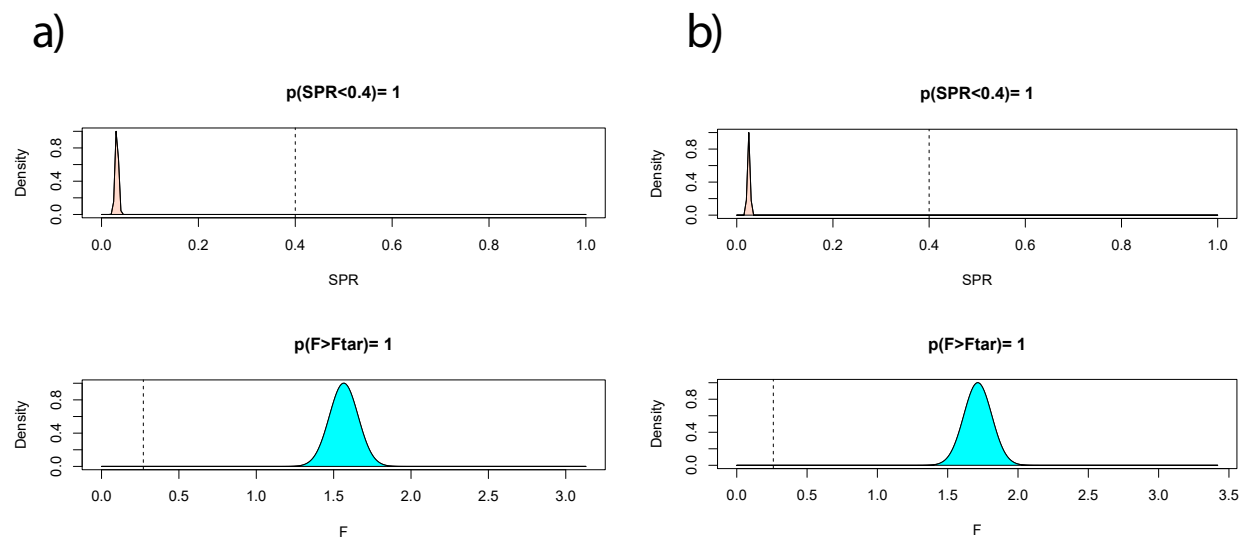 a)
p(SPR<0.4)= 1
Density
0.0 0.4 0.8
0.0 0.2 0.4 0.6 0.8 1.0
SPR
p(F>Ftar)= 1
Density
0.0 0.4 0.8
0.0 0.5 1.0 1.5 2.0 2.5 3.0
F
b)
p(SPR<0.4)= 1
Density
0.0 0.4 0.8
0.0 0.2 0.4 0.6 0.8 1.0
SPR
p(F>Ftar)= 1
Density
0.0 0.4 0.8
0.0 0.5 1.0 1.5 2.0 2.5 3.0 3.5
F